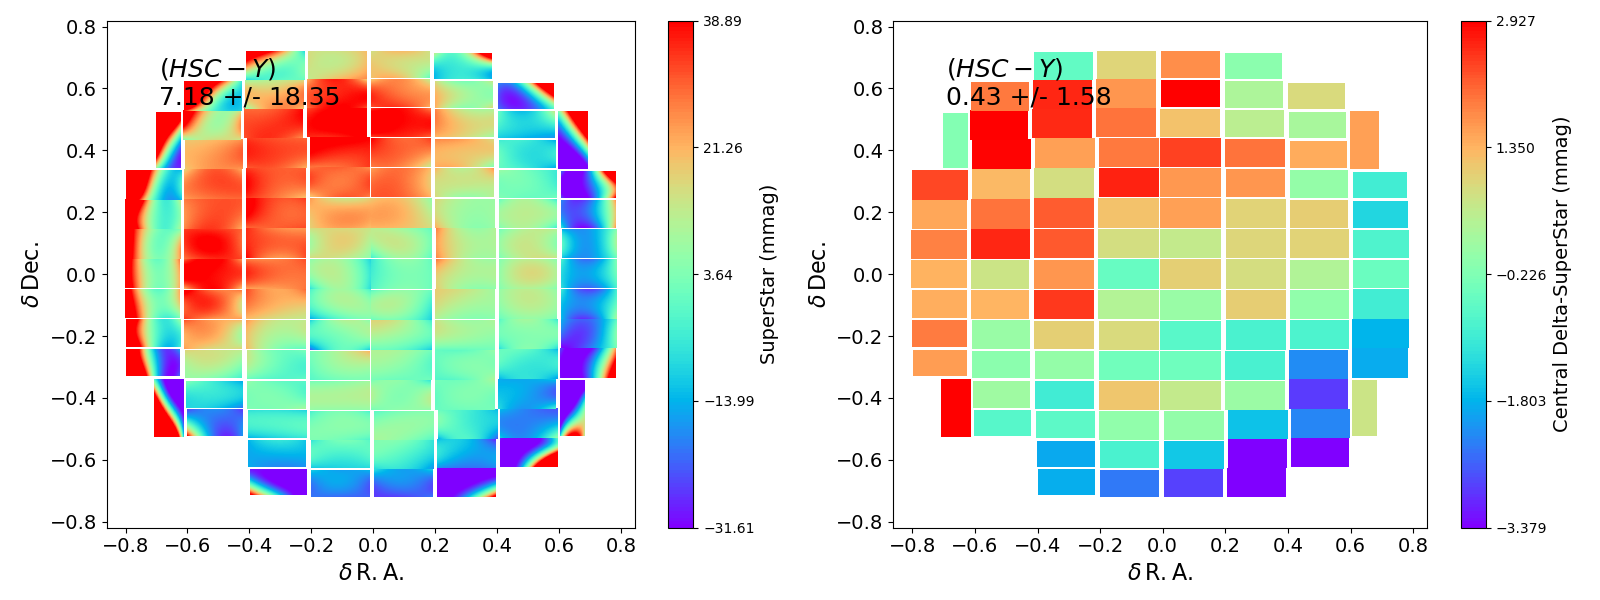 (HSC − Y)
7.18 +/- 18.35
0.8
0.6
0.4
0.2
0.0
−0.2
−0.4
−0.6
−0.8
δ Dec.
−0.8 −0.6 −0.4 −0.2 0.0 0.2 0.4 0.6 0.8
δ R. A.
38.89
21.26
3.64
−13.99
−31.61
SuperStar (mmag)
(HSC − Y)
0.43 +/- 1.58
0.8
0.6
0.4
0.2
0.0
−0.2
−0.4
−0.6
−0.8
δ Dec.
−0.8 −0.6 −0.4 −0.2 0.0 0.2 0.4 0.6 0.8
δ R. A.
2.927
1.350
−0.226
−1.803
−3.379
Central Delta-SuperStar (mmag)